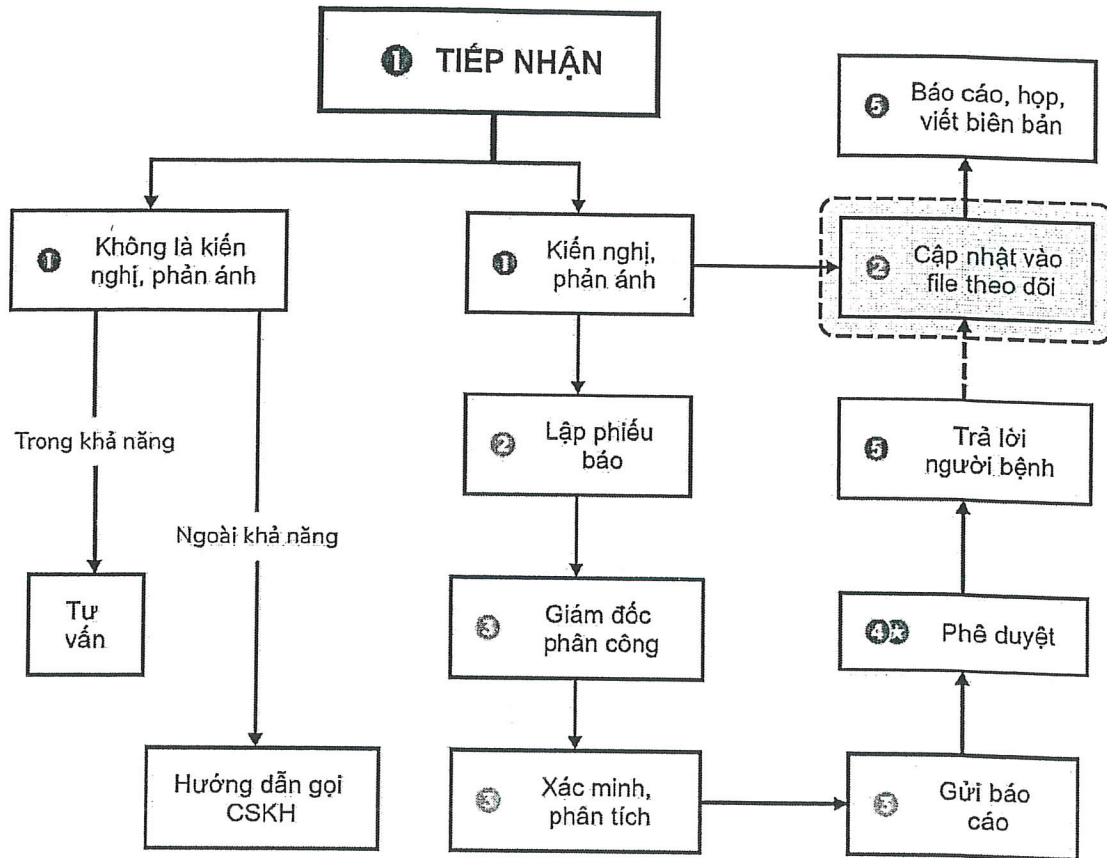 ❶ TIẾP NHẬN
❺ Báo cáo, họp,
viết biên bản
❶ Không là kiến
nghị, phản ánh
❶ Kiến nghị,
phản ánh
❷ Cập nhật vào
file theo dõi
Trong khả năng
❷ Lập phiếu
báo
❺ Trả lời
người bệnh
Ngoài khả năng
Tư
vấn
❸ Giám đốc
phân công
❹✪ Phê duyệt
Hướng dẫn gọi
CSKH
❸ Xác minh,
phân tích
❸ Gửi báo
cáo